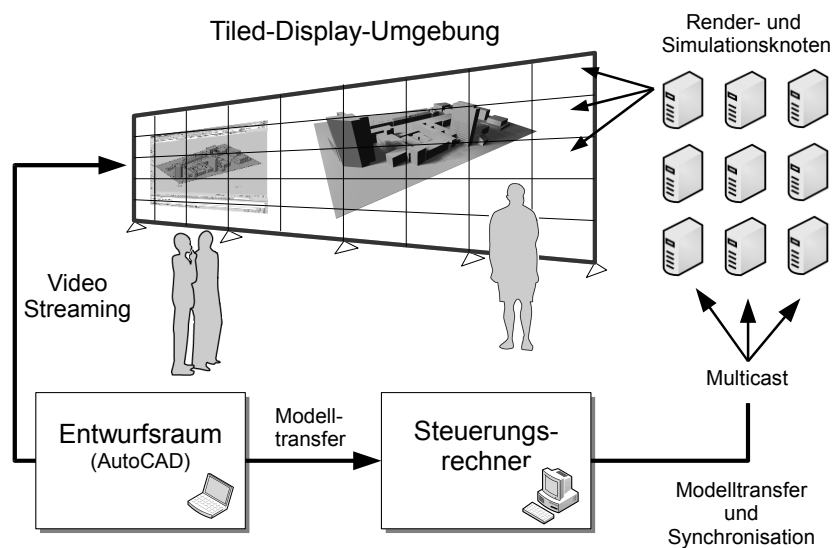 Tiled-Display-Umgebung
Render- und
Simulationsknoten
Video
Streaming
Multicast
Entwurfsraum
(AutoCAD)
Modell-
transfer
Steuerungs-
rechner
Modelltransfer
und
Synchronisation